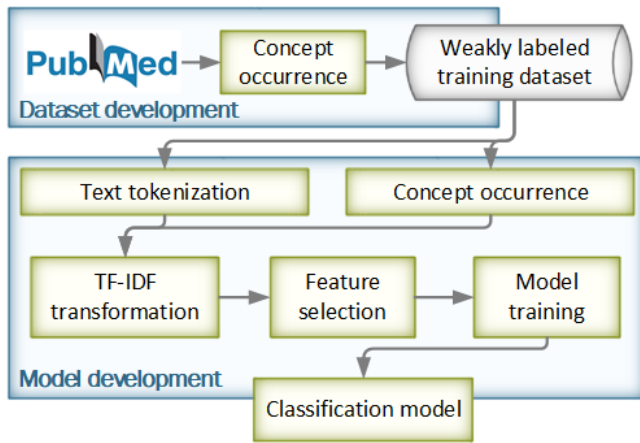 PubMed
Concept
occurrence
Weakly labeled
training dataset
Dataset development
Text tokenization
Concept occurrence
TF-IDF
transformation
Feature
selection
Model
training
Model development
Classification model